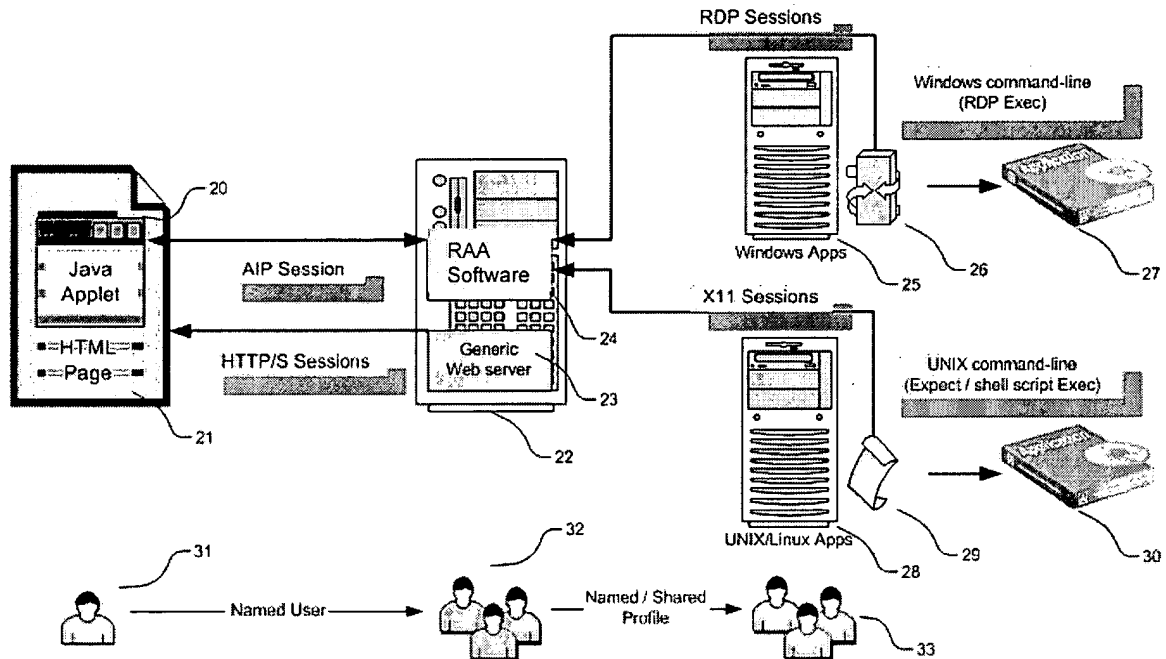 RDP Sessions
Windows command-line
(RDP Exec)
20
Java
Applet
HTML
Page
21
AIP Session
HTTP/S Sessions
RAA
Software
Generic
Web server
24
23
22
Windows Apps
25
26
27
X11 Sessions
UNIX command-line
(Expect / shell script Exec)
UNIX/Linux Apps
28
29
30
31
Named User
32
Named / Shared
Profile
33